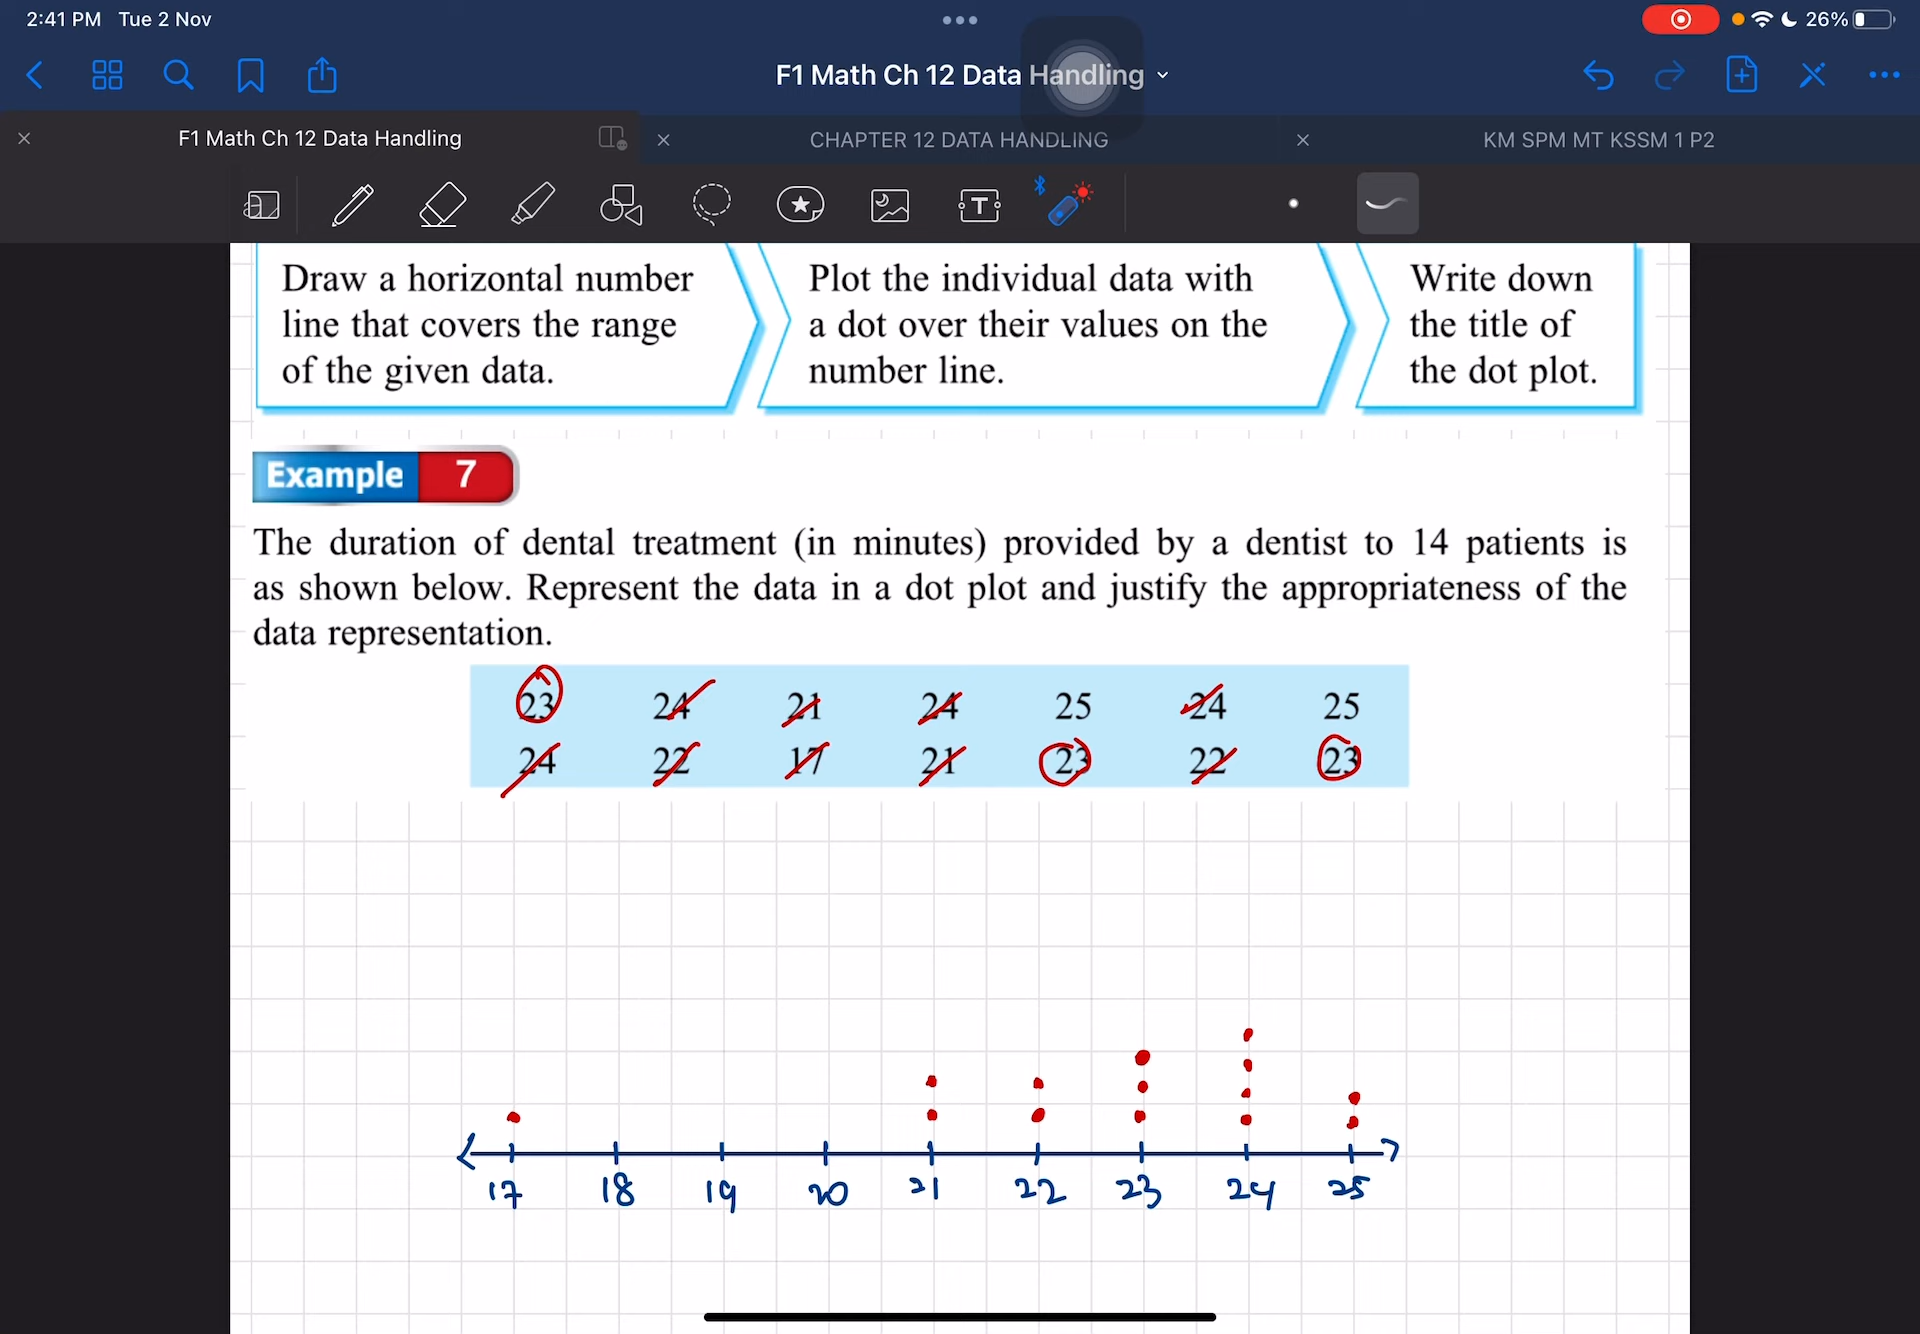 2:41 PM Tue 2 Nov
26%
F1 Math Ch 12 Data Handling
F1 Math Ch 12 Data Handling
CHAPTER 12 DATA HANDLING
KM SPM MT KSSM 1 P2
Draw a horizontal number
line that covers the range
of the given data.
Plot the individual data with
a dot over their values on the
number line.
Write down
the title of
the dot plot.
Example 7
The duration of dental treatment (in minutes) provided by a dentist to 14 patients is
as shown below. Represent the data in a dot plot and justify the appropriateness of the
data representation.
23 24 21 24 25 24 25
24 22 17 21 23 22 23
17 18 19 20 21 22 23 24 25